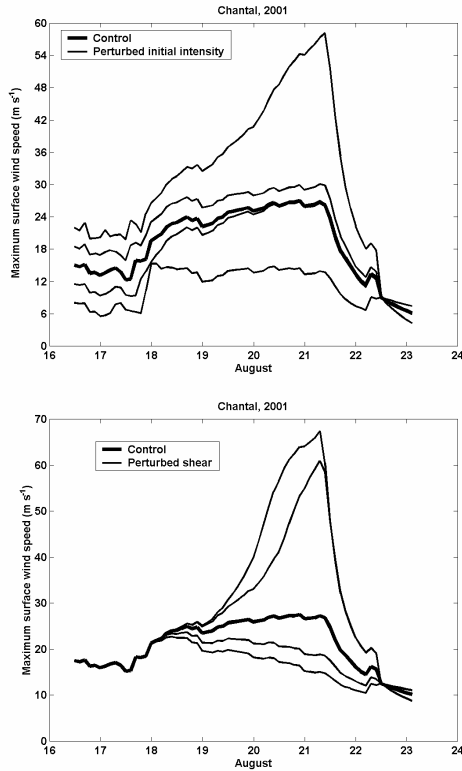 Chantal, 2001
60
54
48
42
36
30
24
18
12
6
0
Maximum surface wind speed (m s-1)
Control
Perturbed initial intensity
16 17 18 19 20 21 22 23 24
August
Chantal, 2001
70
60
50
40
30
20
10
0
Maximum surface wind speed (m s-1)
Control
Perturbed shear
16 17 18 19 20 21 22 23 24
August